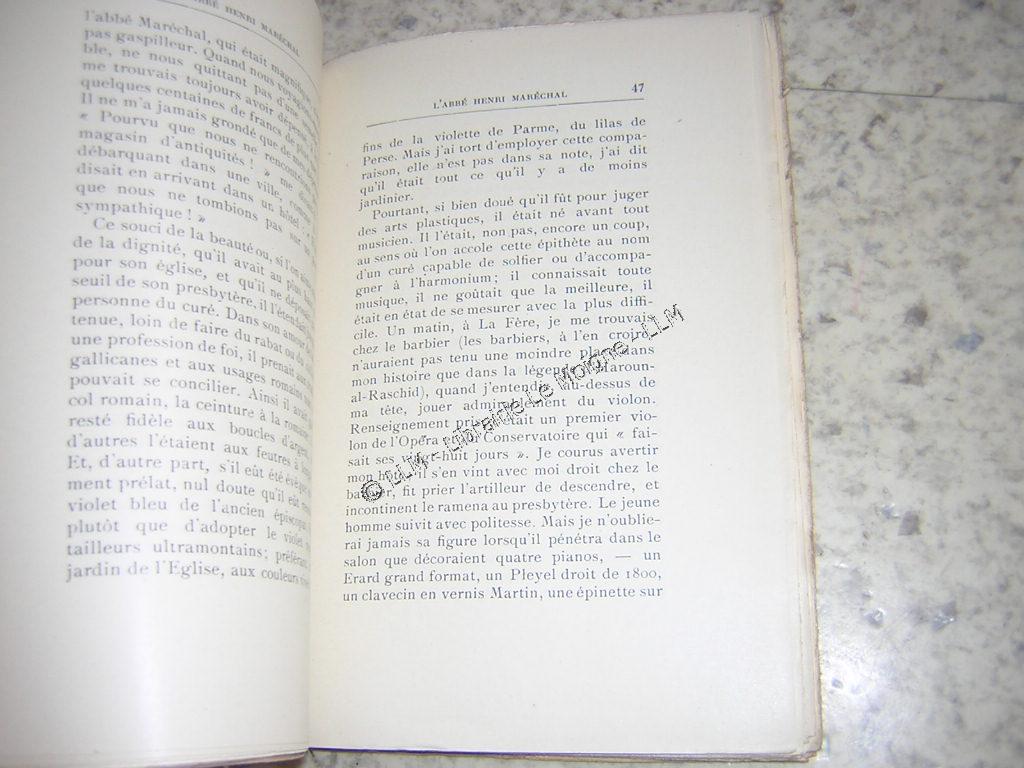 ABBÉ HENRI MARÉCHAL
l'abbé Maréchal, qui était
pas gaspilleur. Quand nous
ble, ne nous quittant pas d'une
me trouvais toujours avoir
quelques centaines de francs de
Il ne m'a jamais grondé que de
« Pourvu que nous ne
magasin d'antiquités ! » me
débarquant dans une ville,
disait en arrivant dans un hôtel
que nous ne tombions pas sur
sympathique ! »
Ce souci de la beauté ou, si l'on
de la dignité, qu'il avait au plus
pour son église, et qu'il ne
seuil de son presbytère, il
personne du curé. Dans son amour
tenue, loin de faire du rabat ou du
une profession de foi, il prenait aux
gallicanes et aux usages romains
pouvait se concilier. Ainsi il
col romain, la ceinture à la
resté fidèle aux boucles d'argent,
d'autres l'étaient aux feutres à
Et, d'autre part, s'il eût été
ment prélat, nul doute qu'il eût
violet bleu de l'ancien
plutôt que d'adopter le violet
tailleurs ultramontains;
jardin de l'Eglise, aux couleurs
L'ABBÉ HENRI MARÉCHAL 47
fins de la violette de Parme, du lilas de
Perse. Mais j'ai tort d'employer cette compa-
raison, elle n'est pas dans sa note, j'ai dit
qu'il était tout ce qu'il y a de moins
jardinier.
Pourtant, si bien doué qu'il fût pour juger
des arts plastiques, il était né avant tout
musicien. Il l'était, non pas, encore un coup,
au sens où l'on accole cette épithète au nom
d'un curé capable de solfier ou d'accompa-
gner à l'harmonium; il connaissait toute
musique, il ne goûtait que la meilleure, il
était en état de se mesurer avec la plus diffi-
cile. Un matin, à La Fère, je me trouvais
chez le barbier (les barbiers, à l'en croire,
n'auraient pas tenu une moindre place dans
mon histoire que dans la légende d'Haroun-
al-Raschid), quand j'entendis, au-dessus de
ma tête, jouer admirablement du violon.
Renseignement pris, c'était un premier vio-
lon de l'Opéra et du Conservatoire qui « fai-
sait ses vingt-huit jours ». Je courus avertir
mon hôte, il s'en vint avec moi droit chez le
barbier, fit prier l'artilleur de descendre, et
incontinent le ramena au presbytère. Le jeune
homme suivit avec politesse. Mais je n'oublie-
rai jamais sa figure lorsqu'il pénétra dans le
salon que décoraient quatre pianos, — un
Erard grand format, un Pleyel droit de 1800,
un clavecin en vernis Martin, une épinette sur
© LLM - Librairie Le Moigne - LLM